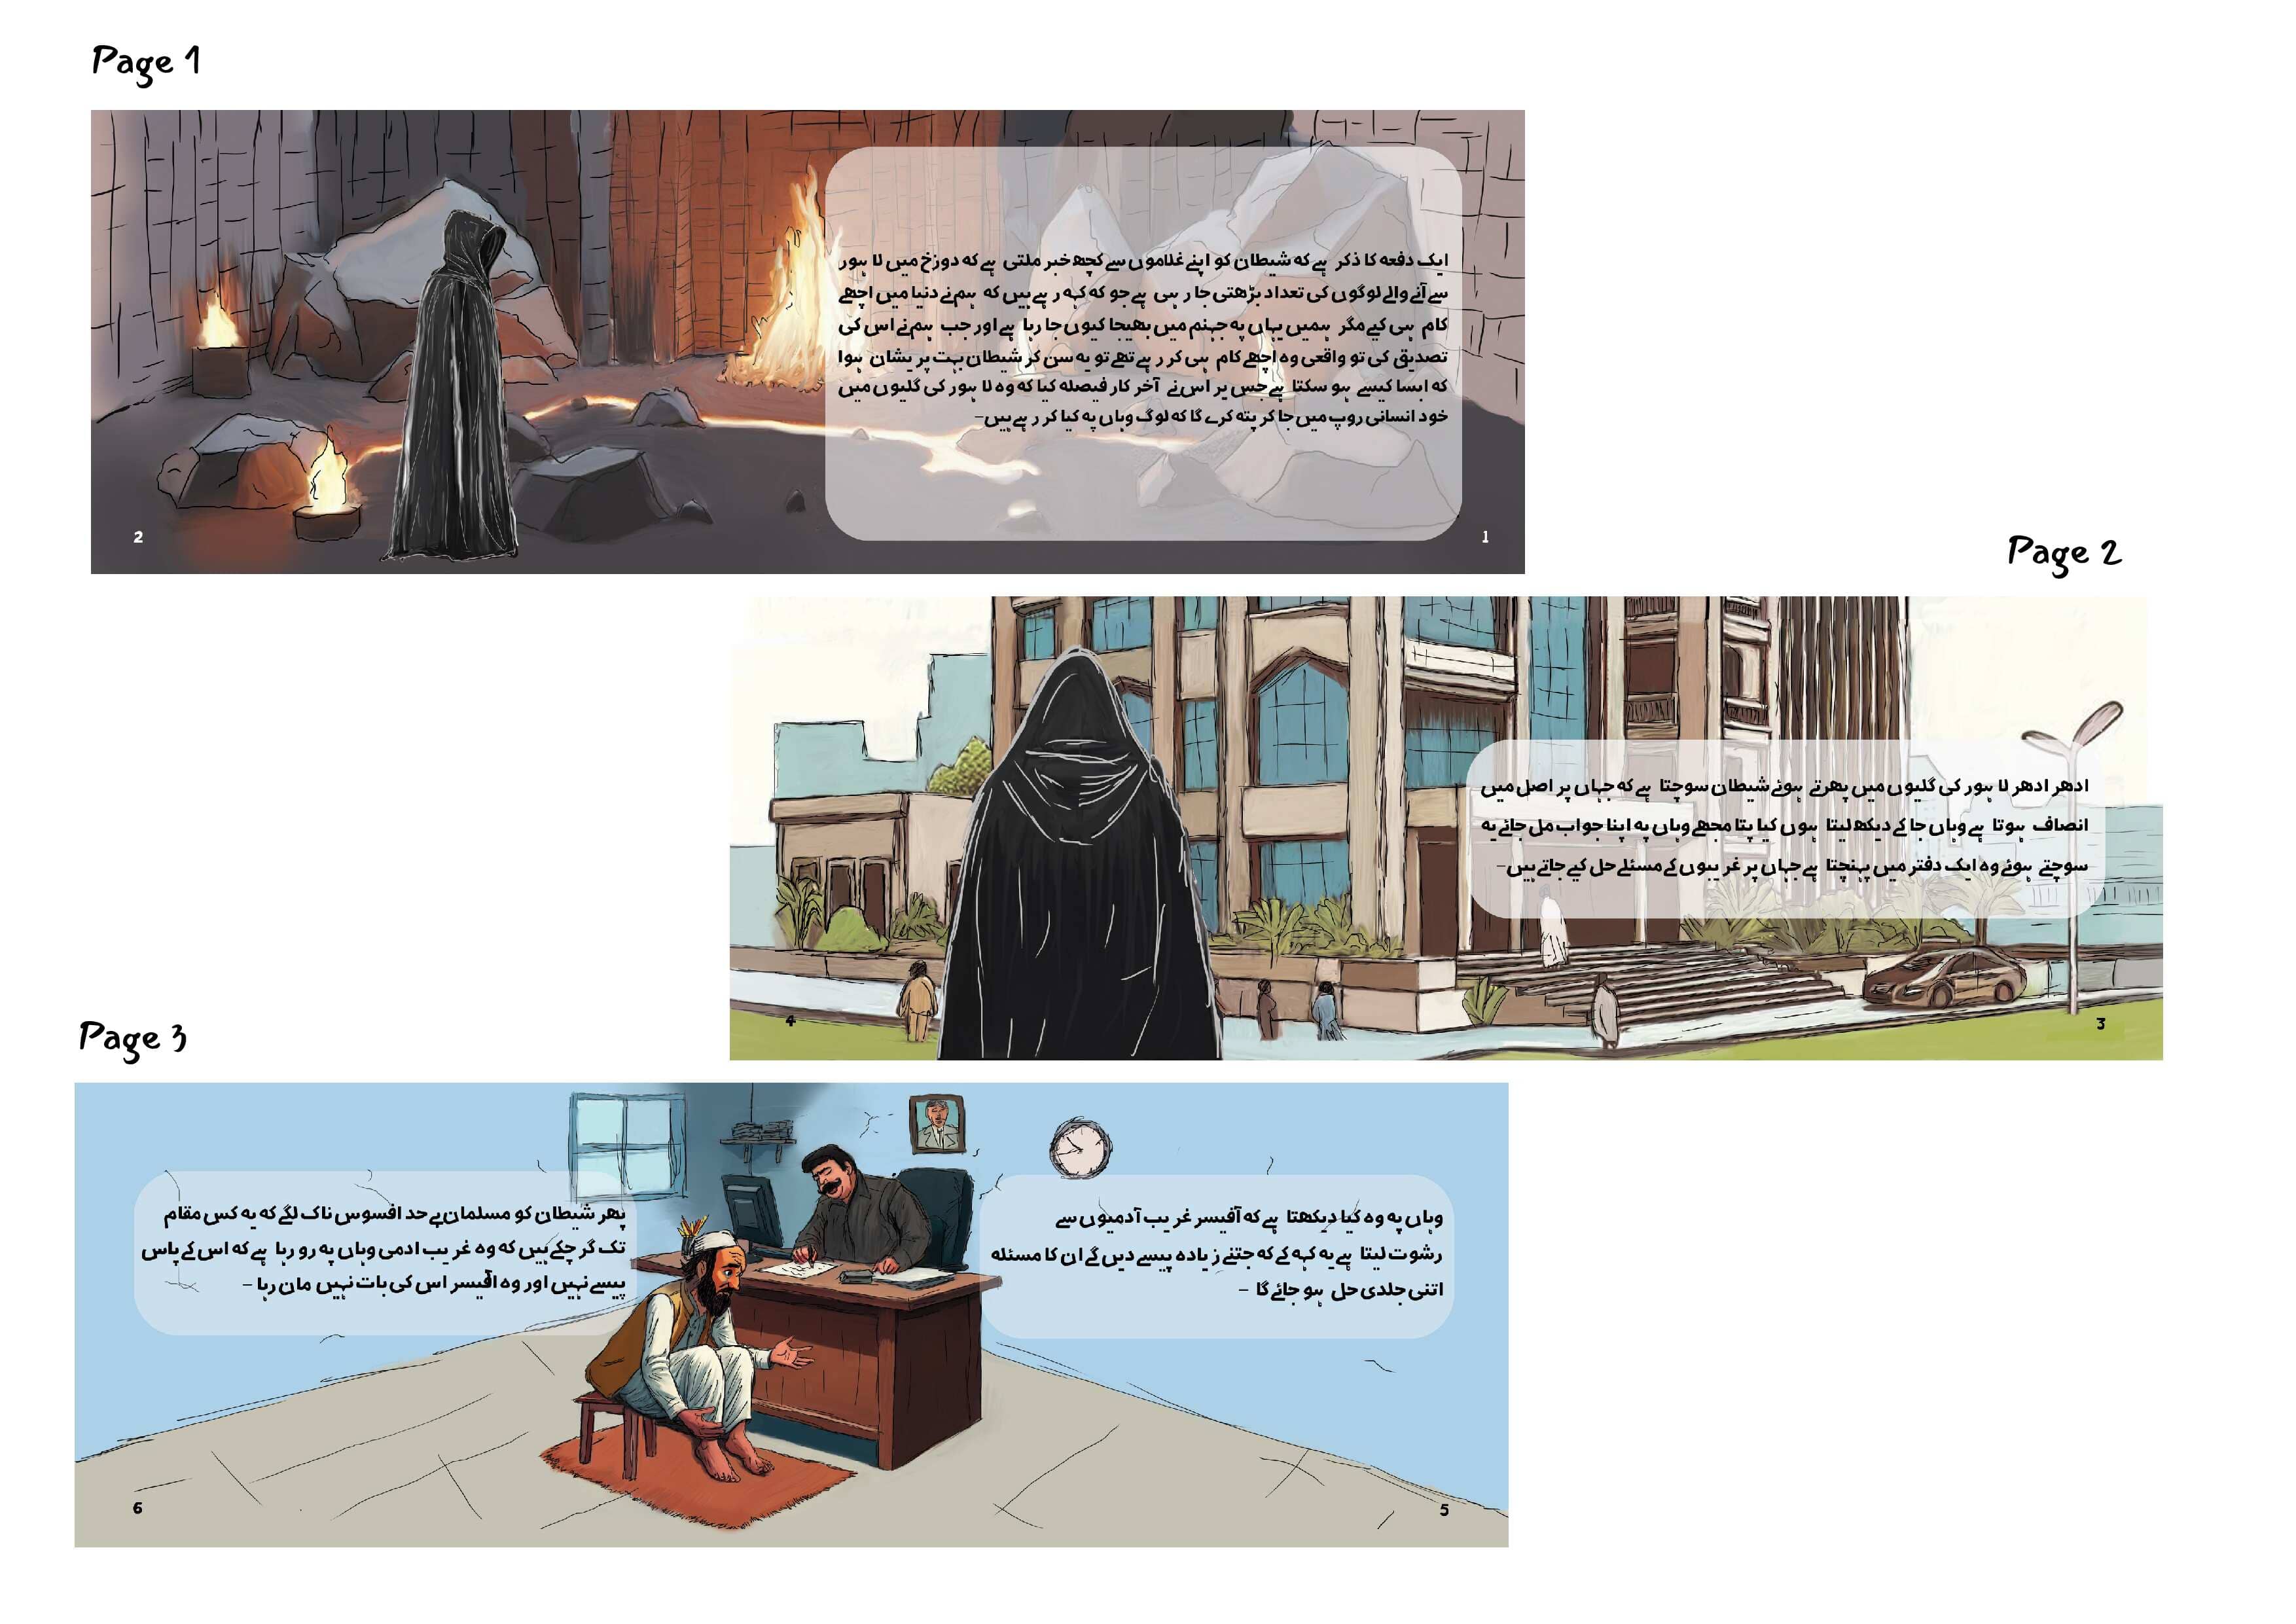 Page 1
ایک دفعہ کا ذکر ہے کہ شیطان کو اپنے غلاموں سے کچھ خبر ملتی ہے کہ دوزخ میں لا ہور
سے آنے والے لوگوں کی تعداد بڑھتی جا رہی ہے جو کہ کہہ رہے ہیں کہ ہم نے دنیا میں اچھے
کام ہی کیے مگر ہمیں یہاں پہ جہنم میں بھیجا کیوں جا رہا ہے اور جب ہم نے اس کی
تصدیق کی تو واقعی وہ اچھے کام ہی کر رہے تھے تو یہ سن کر شیطان بہت پریشان ہوا
کہ ایسا کیسے ہو سکتا ہے جس پر اس نے آخر کار فیصلہ کیا کہ وہ لا ہور کی گلیوں میں
خود انسانی روپ میں جا کر پتہ کرے گا کہ لوگ وہاں پہ کیا کر رہے ہیں–
2
1
Page 2
ادھر ادھر لا ہور کی گلیوں میں پھرتے ہوئے شیطان سوچتا ہے کہ جہاں پر اصل میں
انصاف ہوتا ہے وہاں جا کے دیکھ لیتا ہوں کیا پتا مجھے وہاں پہ اپنا جواب مل جائے یہ
سوچتے ہوئے وہ ایک دفتر میں پہنچتا ہے جہاں پر غریبوں کے مسئلے حل کیے جاتے ہیں–
4
3
Page 3
وہاں پہ وہ کیا دیکھتا ہے کہ آفیسر غریب آدمیوں سے
رشوت لیتا ہے یہ کہہ کے کہ جتنے زیادہ پیسے دیں گے ان کا مسئلہ
اتنی جلدی حل ہو جائے گا –
پھر شیطان کو مسلمان بے حد افسوس ناک لگے کہ یہ کس مقام
تک گر چکے ہیں کہ وہ غریب ادمی وہاں پہ رو رہا ہے کہ اس کے پاس
پیسے نہیں اور وہ افیسر اس کی بات نہیں مان رہا –
6
5